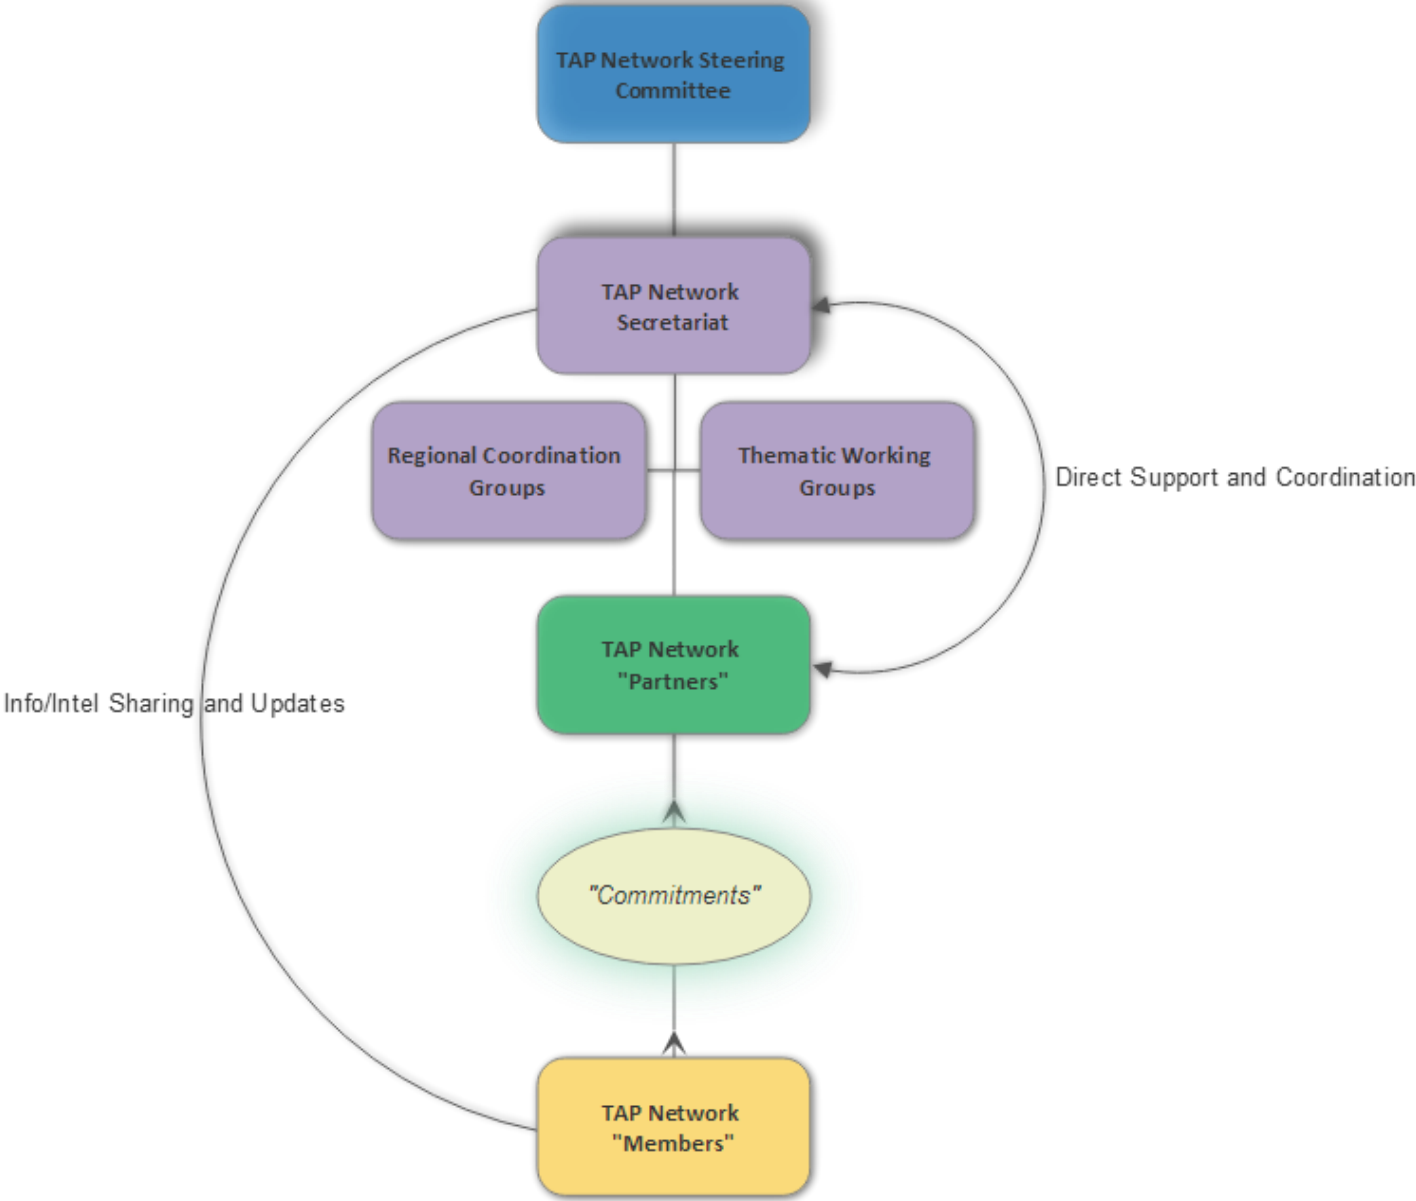 TAP Network Steering
Committee
TAP Network
Secretariat
Regional Coordination
Groups
Thematic Working
Groups
Direct Support and Coordination
TAP Network
"Partners"
Info/Intel Sharing and Updates
"Commitments"
TAP Network
"Members"